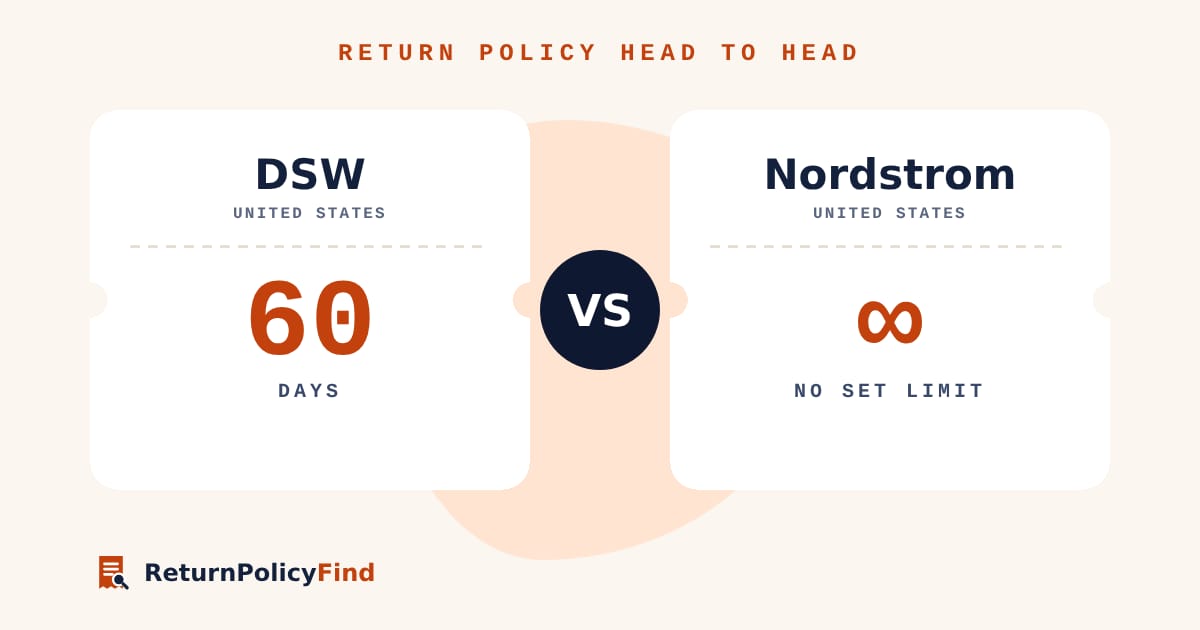 RETURN POLICY HEAD TO HEAD
DSW
UNITED STATES
60
DAYS
VS
Nordstrom
UNITED STATES
∞
NO SET LIMIT
ReturnPolicyFind